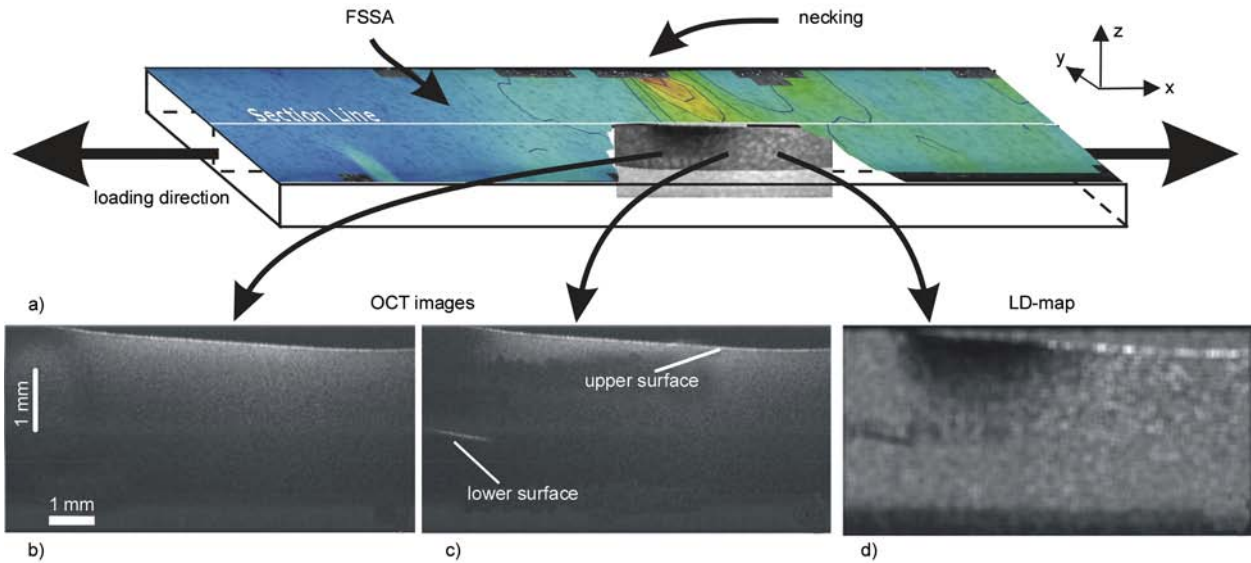 FSSA
necking
z
y
x
Section Line
loading direction
a)
OCT images
LD-map
1 mm
1 mm
upper surface
lower surface
b)
c)
d)